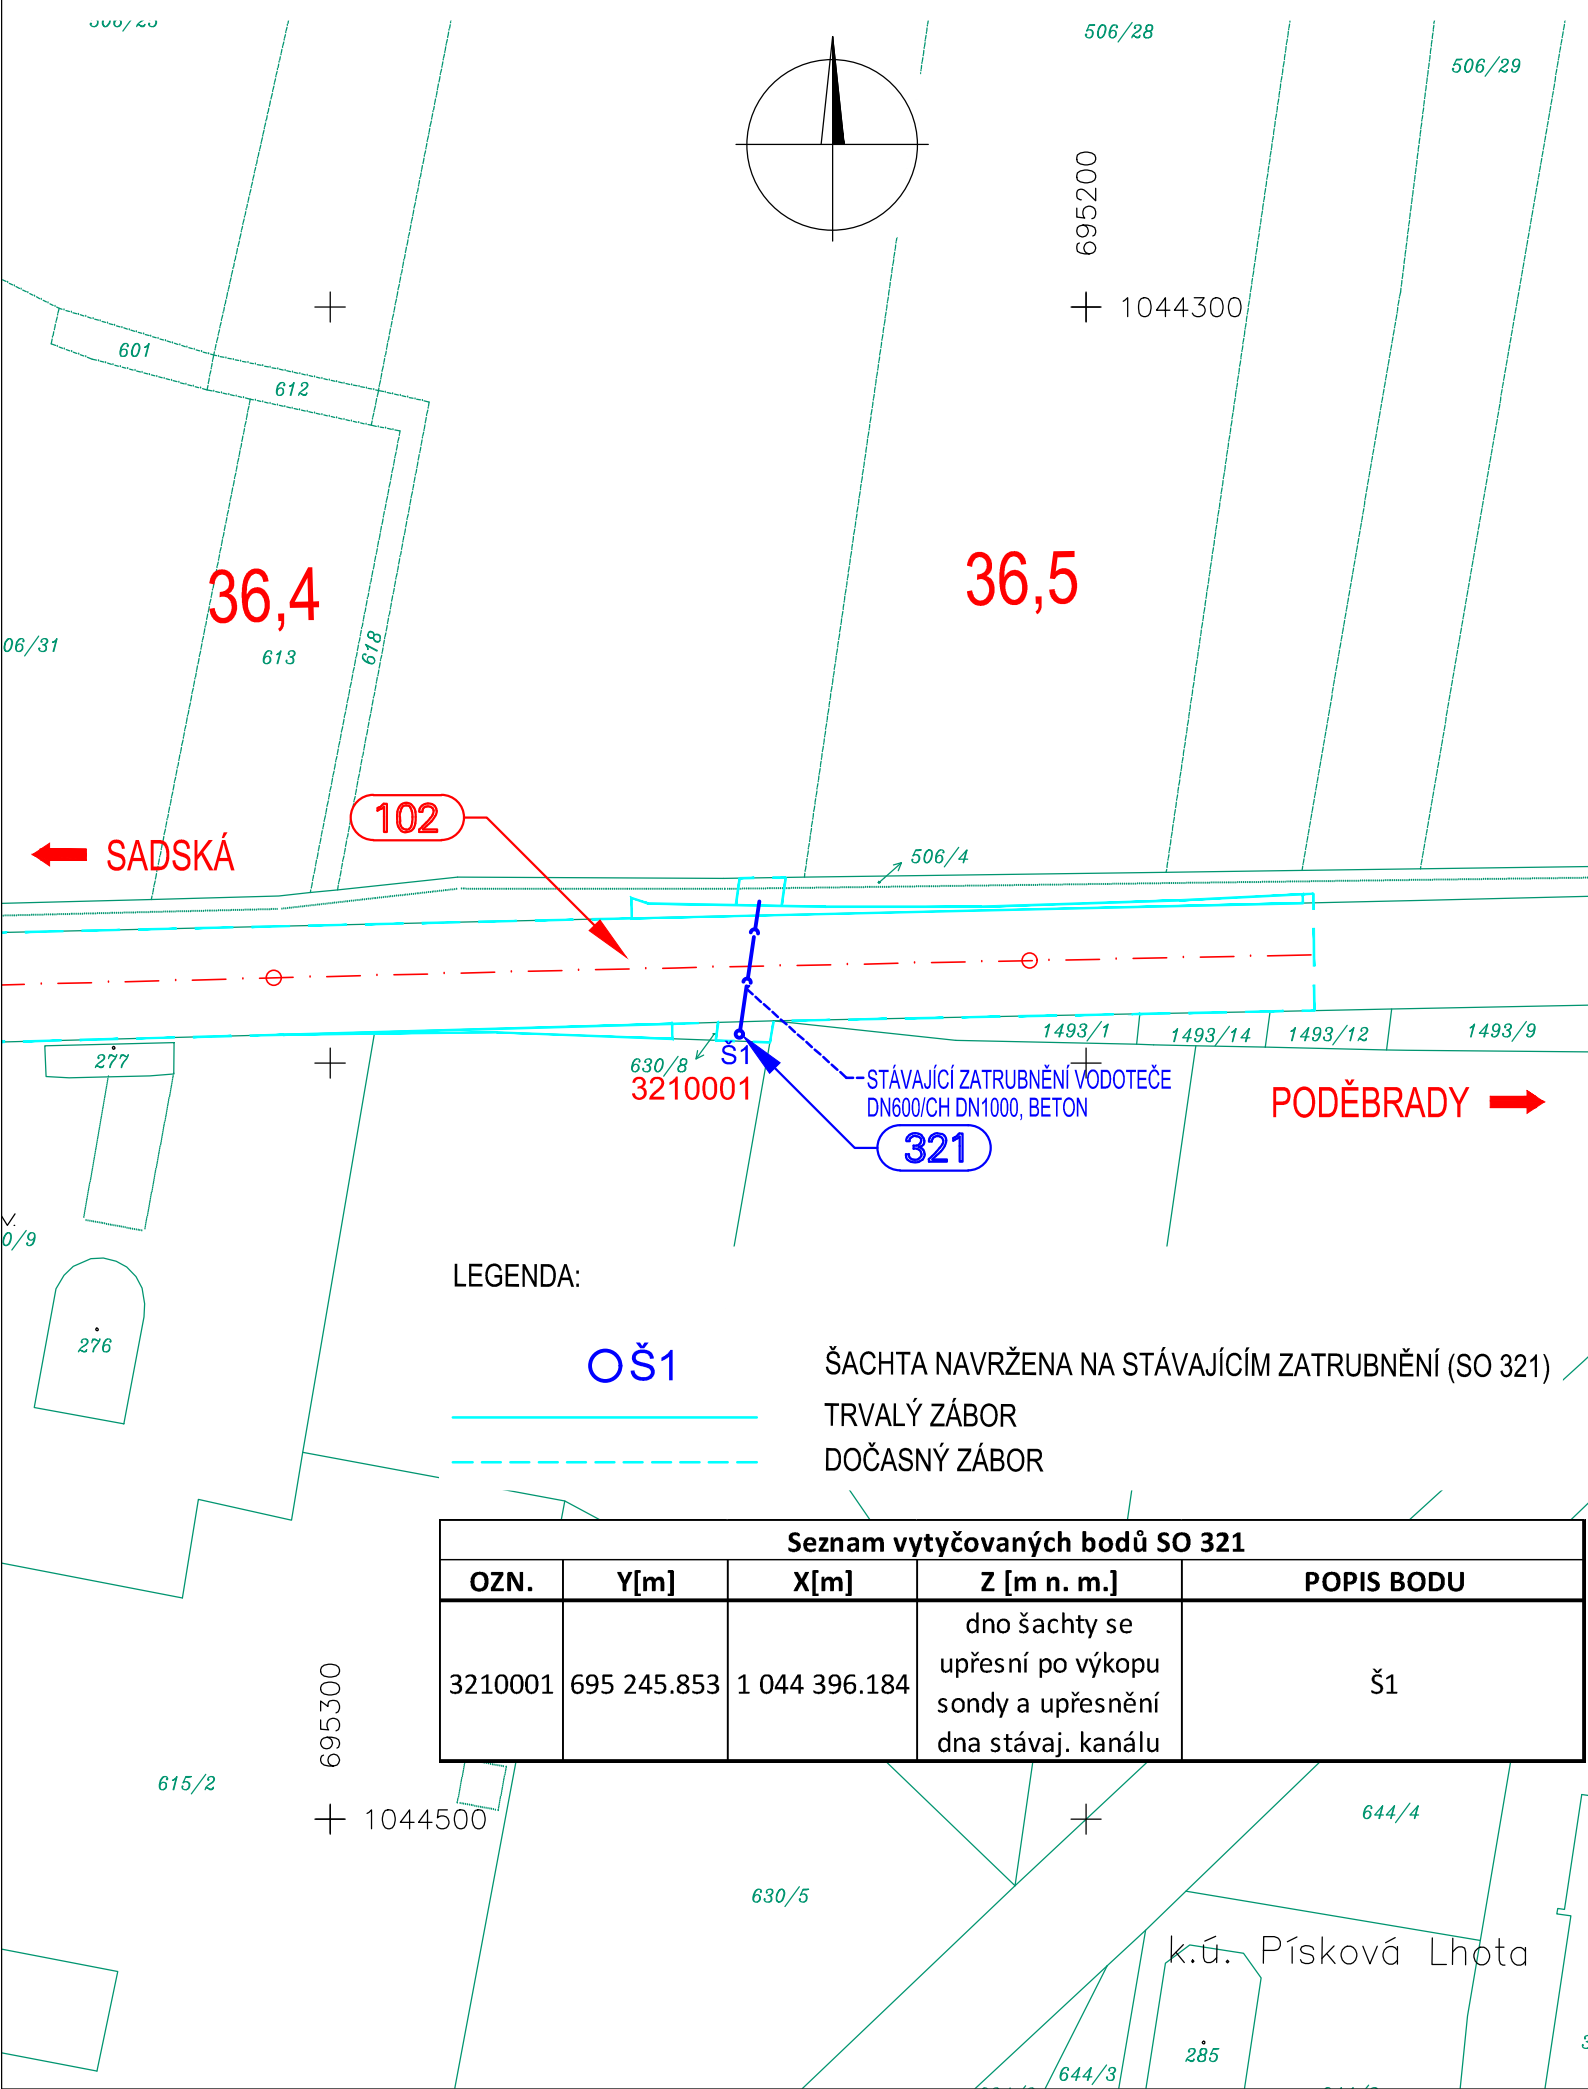 506/28
506/29
695200
1044300
601
612
36,4
36,5
06/31
613
618
102
SADSKÁ
506/4
277
630/8
Š1
3210001
1493/1
1493/14
1493/12
1493/9
STÁVAJÍCÍ ZATRUBNĚNÍ VODOTEČE
DN600/CH DN1000, BETON
PODĚBRADY
321
0/9
276
LEGENDA:
Š1 ŠACHTA NAVRŽENA NA STÁVAJÍCÍM ZATRUBNĚNÍ (SO 321)
TRVALÝ ZÁBOR
DOČASNÝ ZÁBOR
Seznam vytyčovaných bodů SO 321
OZN. Y[m] X[m] Z [m n. m.] POPIS BODU
3210001 695 245.853 1 044 396.184 dno šachty se
upřesní po výkopu
sondy a upřesnění
dna stávaj. kanálu
Š1
695300
615/2
1044500
644/4
630/5
k.ú. Písková Lhota
285
644/3